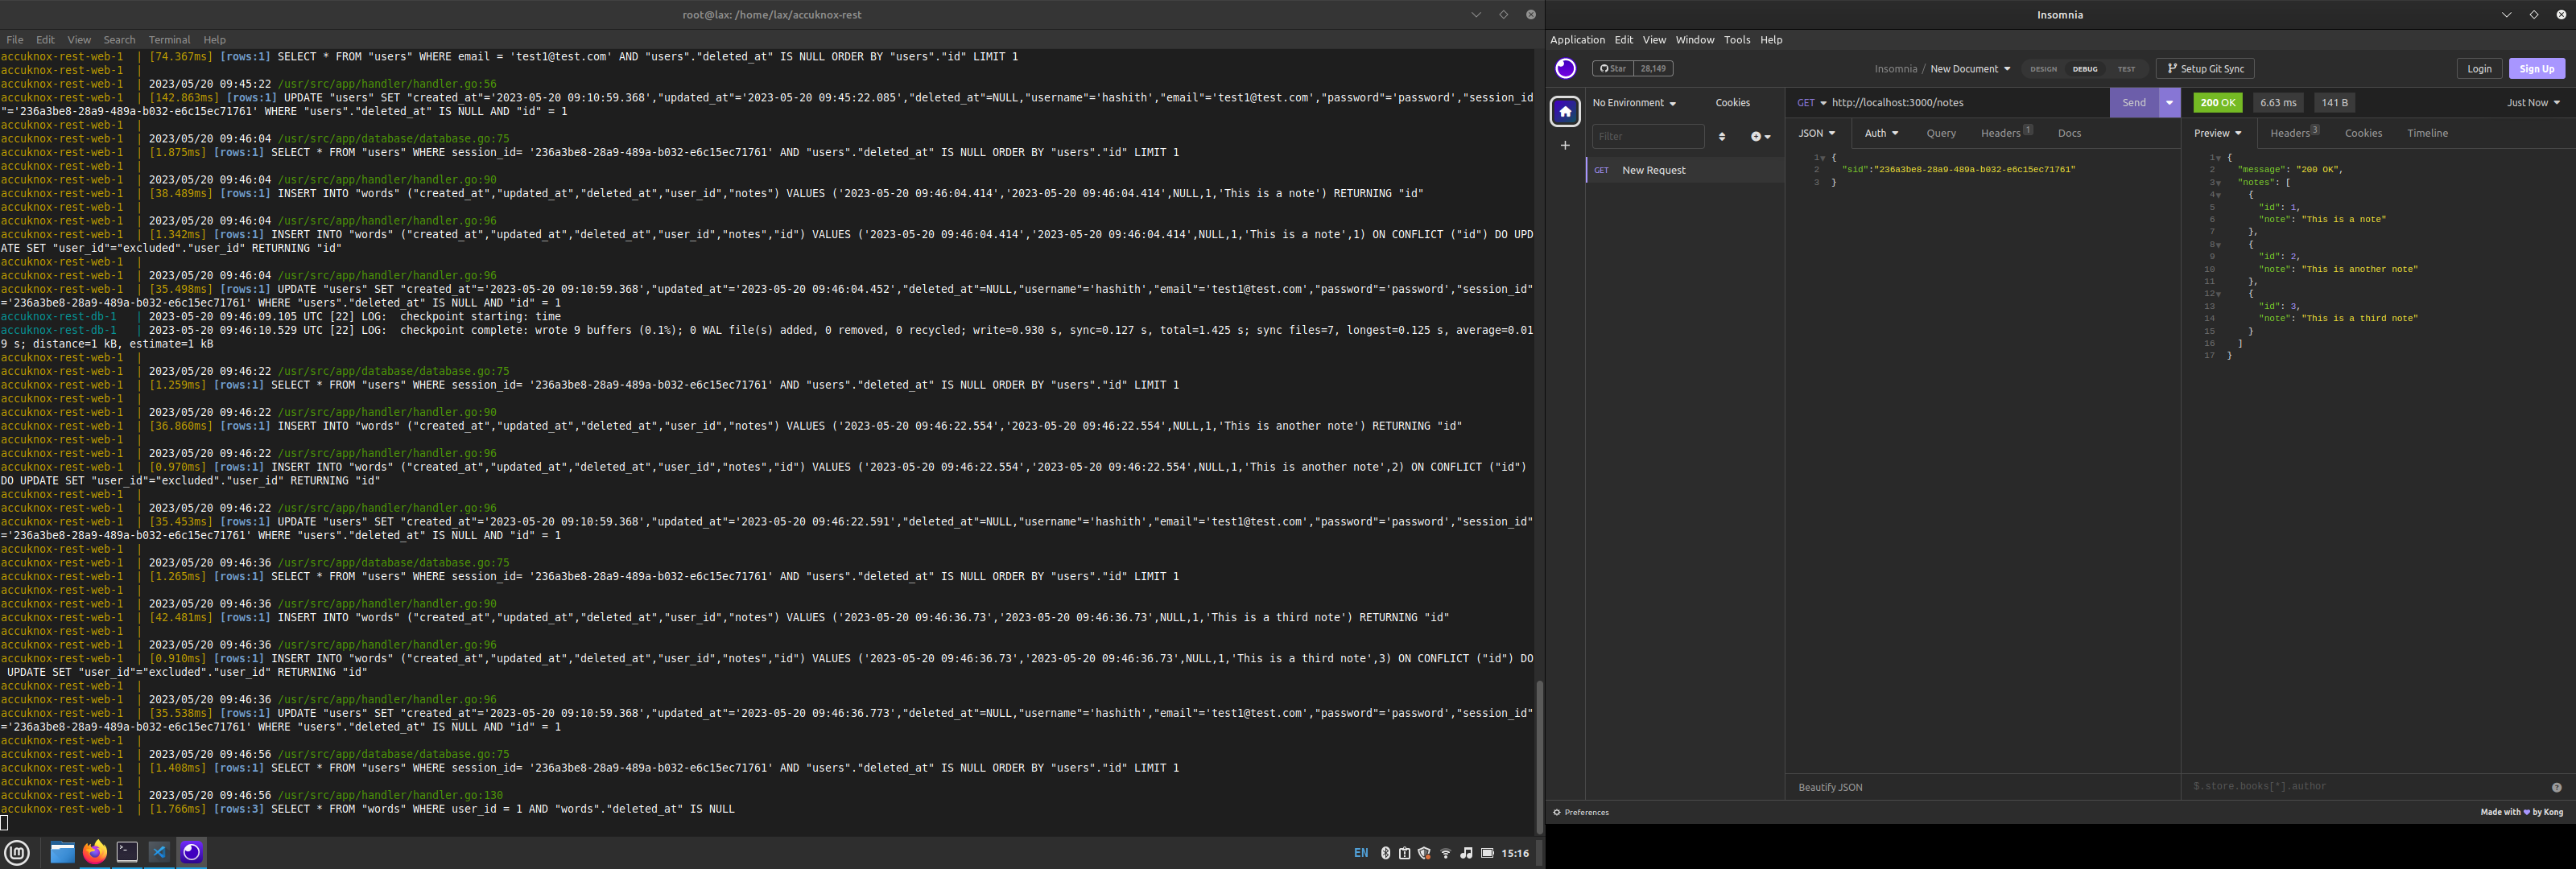 root@lax: /home/lax/accuknox-rest
File Edit View Search Terminal Help
accuknox-rest-web-1 | [74.367ms] [rows:1] SELECT * FROM "users" WHERE email = 'test1@test.com' AND "users"."deleted_at" IS NULL ORDER BY "users"."id" LIMIT 1
accuknox-rest-web-1 |
accuknox-rest-web-1 | 2023/05/20 09:45:22 /usr/src/app/handler/handler.go:56
accuknox-rest-web-1 | [142.863ms] [rows:1] UPDATE "users" SET "created_at"='2023-05-20 09:10:59.368',"updated_at"='2023-05-20 09:45:22.085',"deleted_at"=NULL,"username"='hashith',"email"='test1@test.com',"password"='password',"session_id
"='236a3be8-28a9-489a-b032-e6c15ec71761' WHERE "users"."deleted_at" IS NULL AND "id" = 1
accuknox-rest-web-1 |
accuknox-rest-web-1 | 2023/05/20 09:46:04 /usr/src/app/database/database.go:75
accuknox-rest-web-1 | [1.875ms] [rows:1] SELECT * FROM "users" WHERE session_id= '236a3be8-28a9-489a-b032-e6c15ec71761' AND "users"."deleted_at" IS NULL ORDER BY "users"."id" LIMIT 1
accuknox-rest-web-1 |
accuknox-rest-web-1 | 2023/05/20 09:46:04 /usr/src/app/handler/handler.go:90
accuknox-rest-web-1 | [38.489ms] [rows:1] INSERT INTO "words" ("created_at","updated_at","deleted_at","user_id","notes") VALUES ('2023-05-20 09:46:04.414','2023-05-20 09:46:04.414',NULL,1,'This is a note') RETURNING "id"
accuknox-rest-web-1 |
accuknox-rest-web-1 | 2023/05/20 09:46:04 /usr/src/app/handler/handler.go:96
accuknox-rest-web-1 | [1.342ms] [rows:1] INSERT INTO "words" ("created_at","updated_at","deleted_at","user_id","notes","id") VALUES ('2023-05-20 09:46:04.414','2023-05-20 09:46:04.414',NULL,1,'This is a note',1) ON CONFLICT ("id") DO UPD
ATE SET "user_id"="excluded"."user_id" RETURNING "id"
accuknox-rest-web-1 |
accuknox-rest-web-1 | 2023/05/20 09:46:04 /usr/src/app/handler/handler.go:96
accuknox-rest-web-1 | [35.498ms] [rows:1] UPDATE "users" SET "created_at"='2023-05-20 09:10:59.368',"updated_at"='2023-05-20 09:46:04.452',"deleted_at"=NULL,"username"='hashith',"email"='test1@test.com',"password"='password',"session_id"
='236a3be8-28a9-489a-b032-e6c15ec71761' WHERE "users"."deleted_at" IS NULL AND "id" = 1
accuknox-rest-db-1 | 2023-05-20 09:46:09.105 UTC [22] LOG: checkpoint starting: time
accuknox-rest-db-1 | 2023-05-20 09:46:10.529 UTC [22] LOG: checkpoint complete: wrote 9 buffers (0.1%); 0 WAL file(s) added, 0 removed, 0 recycled; write=0.930 s, sync=0.127 s, total=1.425 s; sync files=7, longest=0.125 s, average=0.01
9 s; distance=1 kB, estimate=1 kB
accuknox-rest-web-1 |
accuknox-rest-web-1 | 2023/05/20 09:46:22 /usr/src/app/database/database.go:75
accuknox-rest-web-1 | [1.259ms] [rows:1] SELECT * FROM "users" WHERE session_id= '236a3be8-28a9-489a-b032-e6c15ec71761' AND "users"."deleted_at" IS NULL ORDER BY "users"."id" LIMIT 1
accuknox-rest-web-1 |
accuknox-rest-web-1 | 2023/05/20 09:46:22 /usr/src/app/handler/handler.go:90
accuknox-rest-web-1 | [36.860ms] [rows:1] INSERT INTO "words" ("created_at","updated_at","deleted_at","user_id","notes") VALUES ('2023-05-20 09:46:22.554','2023-05-20 09:46:22.554',NULL,1,'This is another note') RETURNING "id"
accuknox-rest-web-1 |
accuknox-rest-web-1 | 2023/05/20 09:46:22 /usr/src/app/handler/handler.go:96
accuknox-rest-web-1 | [0.970ms] [rows:1] INSERT INTO "words" ("created_at","updated_at","deleted_at","user_id","notes","id") VALUES ('2023-05-20 09:46:22.554','2023-05-20 09:46:22.554',NULL,1,'This is another note',2) ON CONFLICT ("id")
DO UPDATE SET "user_id"="excluded"."user_id" RETURNING "id"
accuknox-rest-web-1 |
accuknox-rest-web-1 | 2023/05/20 09:46:22 /usr/src/app/handler/handler.go:96
accuknox-rest-web-1 | [35.453ms] [rows:1] UPDATE "users" SET "created_at"='2023-05-20 09:10:59.368',"updated_at"='2023-05-20 09:46:22.591',"deleted_at"=NULL,"username"='hashith',"email"='test1@test.com',"password"='password',"session_id"
='236a3be8-28a9-489a-b032-e6c15ec71761' WHERE "users"."deleted_at" IS NULL AND "id" = 1
accuknox-rest-web-1 |
accuknox-rest-web-1 | 2023/05/20 09:46:36 /usr/src/app/database/database.go:75
accuknox-rest-web-1 | [1.265ms] [rows:1] SELECT * FROM "users" WHERE session_id= '236a3be8-28a9-489a-b032-e6c15ec71761' AND "users"."deleted_at" IS NULL ORDER BY "users"."id" LIMIT 1
accuknox-rest-web-1 |
accuknox-rest-web-1 | 2023/05/20 09:46:36 /usr/src/app/handler/handler.go:90
accuknox-rest-web-1 | [42.481ms] [rows:1] INSERT INTO "words" ("created_at","updated_at","deleted_at","user_id","notes") VALUES ('2023-05-20 09:46:36.73','2023-05-20 09:46:36.73',NULL,1,'This is a third note') RETURNING "id"
accuknox-rest-web-1 |
accuknox-rest-web-1 | 2023/05/20 09:46:36 /usr/src/app/handler/handler.go:96
accuknox-rest-web-1 | [0.910ms] [rows:1] INSERT INTO "words" ("created_at","updated_at","deleted_at","user_id","notes","id") VALUES ('2023-05-20 09:46:36.73','2023-05-20 09:46:36.73',NULL,1,'This is a third note',3) ON CONFLICT ("id") DO
UPDATE SET "user_id"="excluded"."user_id" RETURNING "id"
accuknox-rest-web-1 |
accuknox-rest-web-1 | 2023/05/20 09:46:36 /usr/src/app/handler/handler.go:96
accuknox-rest-web-1 | [35.538ms] [rows:1] UPDATE "users" SET "created_at"='2023-05-20 09:10:59.368',"updated_at"='2023-05-20 09:46:36.773',"deleted_at"=NULL,"username"='hashith',"email"='test1@test.com',"password"='password',"session_id"
='236a3be8-28a9-489a-b032-e6c15ec71761' WHERE "users"."deleted_at" IS NULL AND "id" = 1
accuknox-rest-web-1 |
accuknox-rest-web-1 | 2023/05/20 09:46:56 /usr/src/app/database/database.go:75
accuknox-rest-web-1 | [1.408ms] [rows:1] SELECT * FROM "users" WHERE session_id= '236a3be8-28a9-489a-b032-e6c15ec71761' AND "users"."deleted_at" IS NULL ORDER BY "users"."id" LIMIT 1
accuknox-rest-web-1 |
accuknox-rest-web-1 | 2023/05/20 09:46:56 /usr/src/app/handler/handler.go:130
accuknox-rest-web-1 | [1.766ms] [rows:3] SELECT * FROM "words" WHERE user_id = 1 AND "words"."deleted_at" IS NULL
EN 15:16
Insomnia
Application Edit View Window Tools Help
Star 28,149
Insomnia / New Document
DESIGN DEBUG TEST
Setup Git Sync
Login Sign Up
No Environment Cookies
Filter
GET New Request
GET http://localhost:3000/notes Send
JSON Auth Query Headers 1 Docs
1 {
2 "sid":"236a3be8-28a9-489a-b032-e6c15ec71761"
3 }
Beautify JSON
200 OK 6.63 ms 141 B Just Now
Preview Headers 3 Cookies Timeline
1 {
2 "message": "200 OK",
3 "notes": [
4 {
5 "id": 1,
6 "note": "This is a note"
7 },
8 {
9 "id": 2,
10 "note": "This is another note"
11 },
12 {
13 "id": 3,
14 "note": "This is a third note"
15 }
16 ]
17 }
$.store.books[*].author
Preferences
Made with by Kong